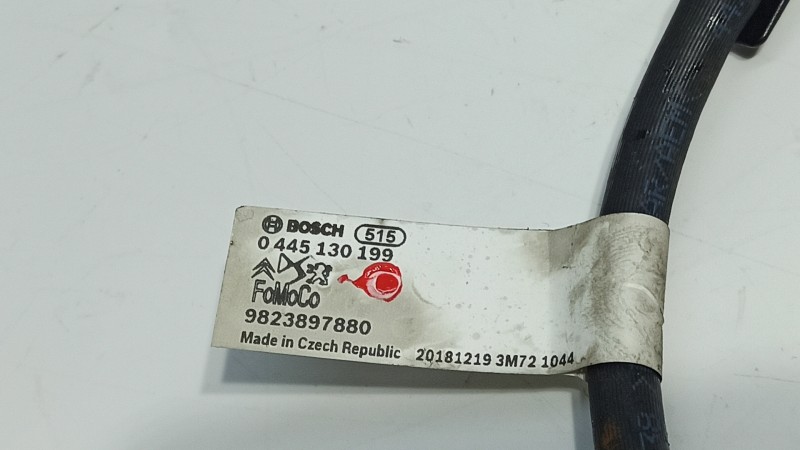 BOSCH 515
0 445 130 199
FoMoCo
9823897880
Made in Czech Republic 20181219 3M72 1044